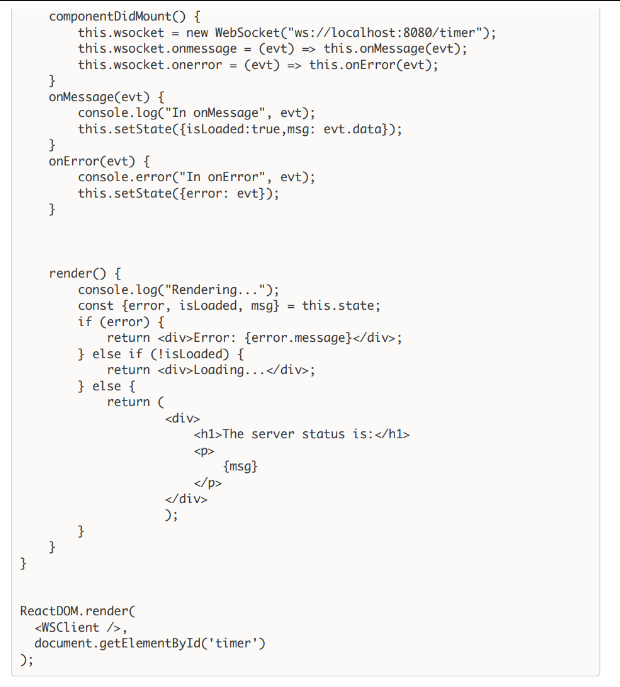 componentDidMount() {
        this.wsocket = new WebSocket("ws://localhost:8080/timer");
        this.wsocket.onmessage = (evt) => this.onMessage(evt);
        this.wsocket.onerror = (evt) => this.onError(evt);
    }
    onMessage(evt) {
        console.log("In onMessage", evt);
        this.setState({isLoaded:true,msg: evt.data});
    }
    onError(evt) {
        console.error("In onError", evt);
        this.setState({error: evt});
    }

    render() {
        console.log("Rendering...");
        const {error, isLoaded, msg} = this.state;
        if (error) {
            return <div>Error: {error.message}</div>;
        } else if (!isLoaded) {
            return <div>Loading...</div>;
        } else {
            return (
                    <div>
                        <h1>The server status is:</h1>
                        <p>
                            {msg}
                        </p>
                    </div>
                    );
        }
    }
}

ReactDOM.render(
  <WSClient />,
  document.getElementById('timer')
);